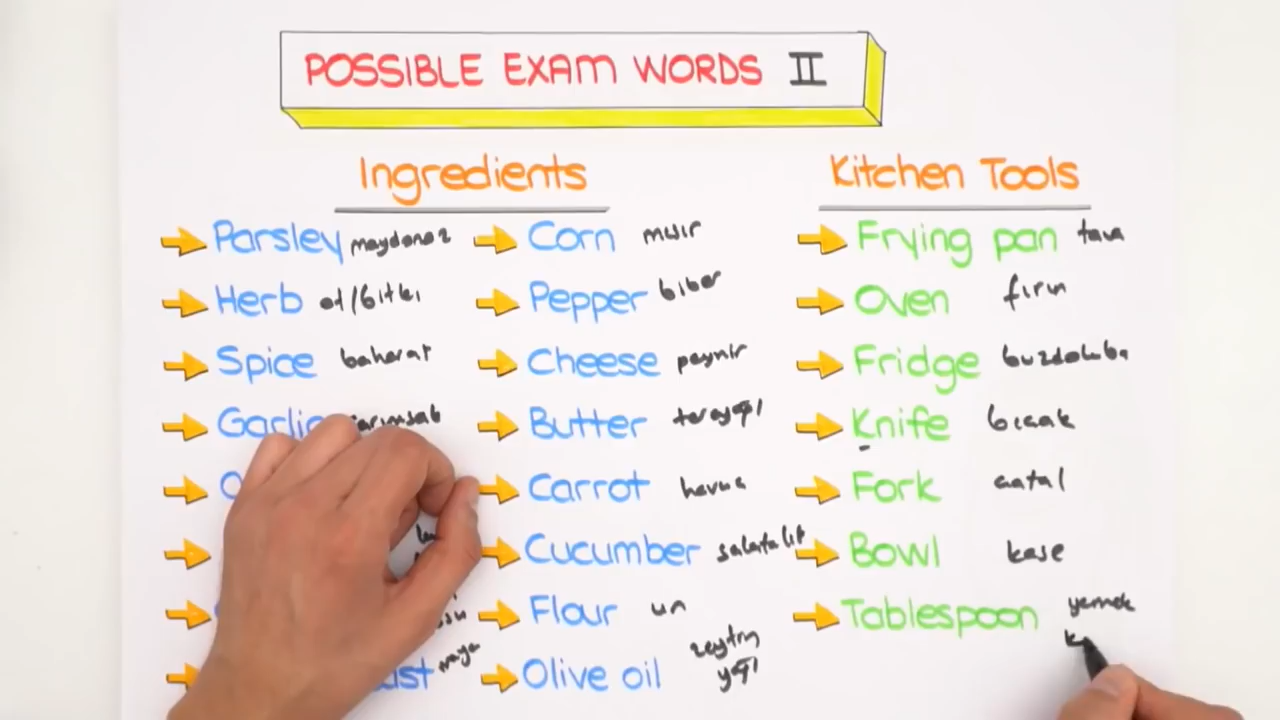 POSSIBLE EXAM WORDS II
Ingredients
Parsley maydanoz
Herb ot/bitki
Spice baharat
Garlic
Corn mısır
Pepper biber
Cheese peynir
Butter tereyağı
Carrot havuç
Cucumber salatalık
Flour un
Olive oil zeytin
yağı
Kitchen Tools
Frying pan tava
Oven fırın
Fridge buzdolabı
Knife bıçak
Fork çatal
Bowl kase
Tablespoon yemek